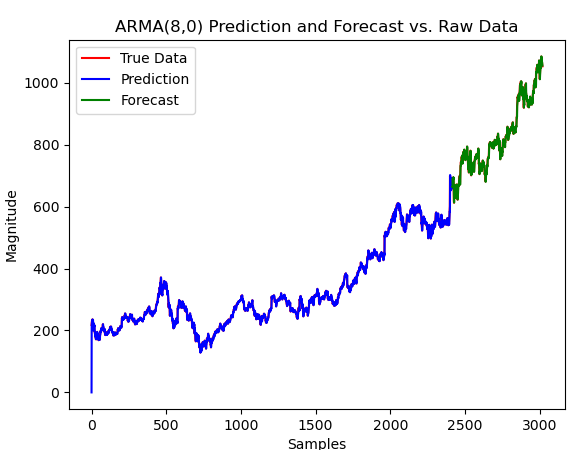 ARMA(8,0) Prediction and Forecast vs. Raw Data
True Data
Prediction
Forecast
1000
800
600
400
200
0
Magnitude
0 500 1000 1500 2000 2500 3000
Samples